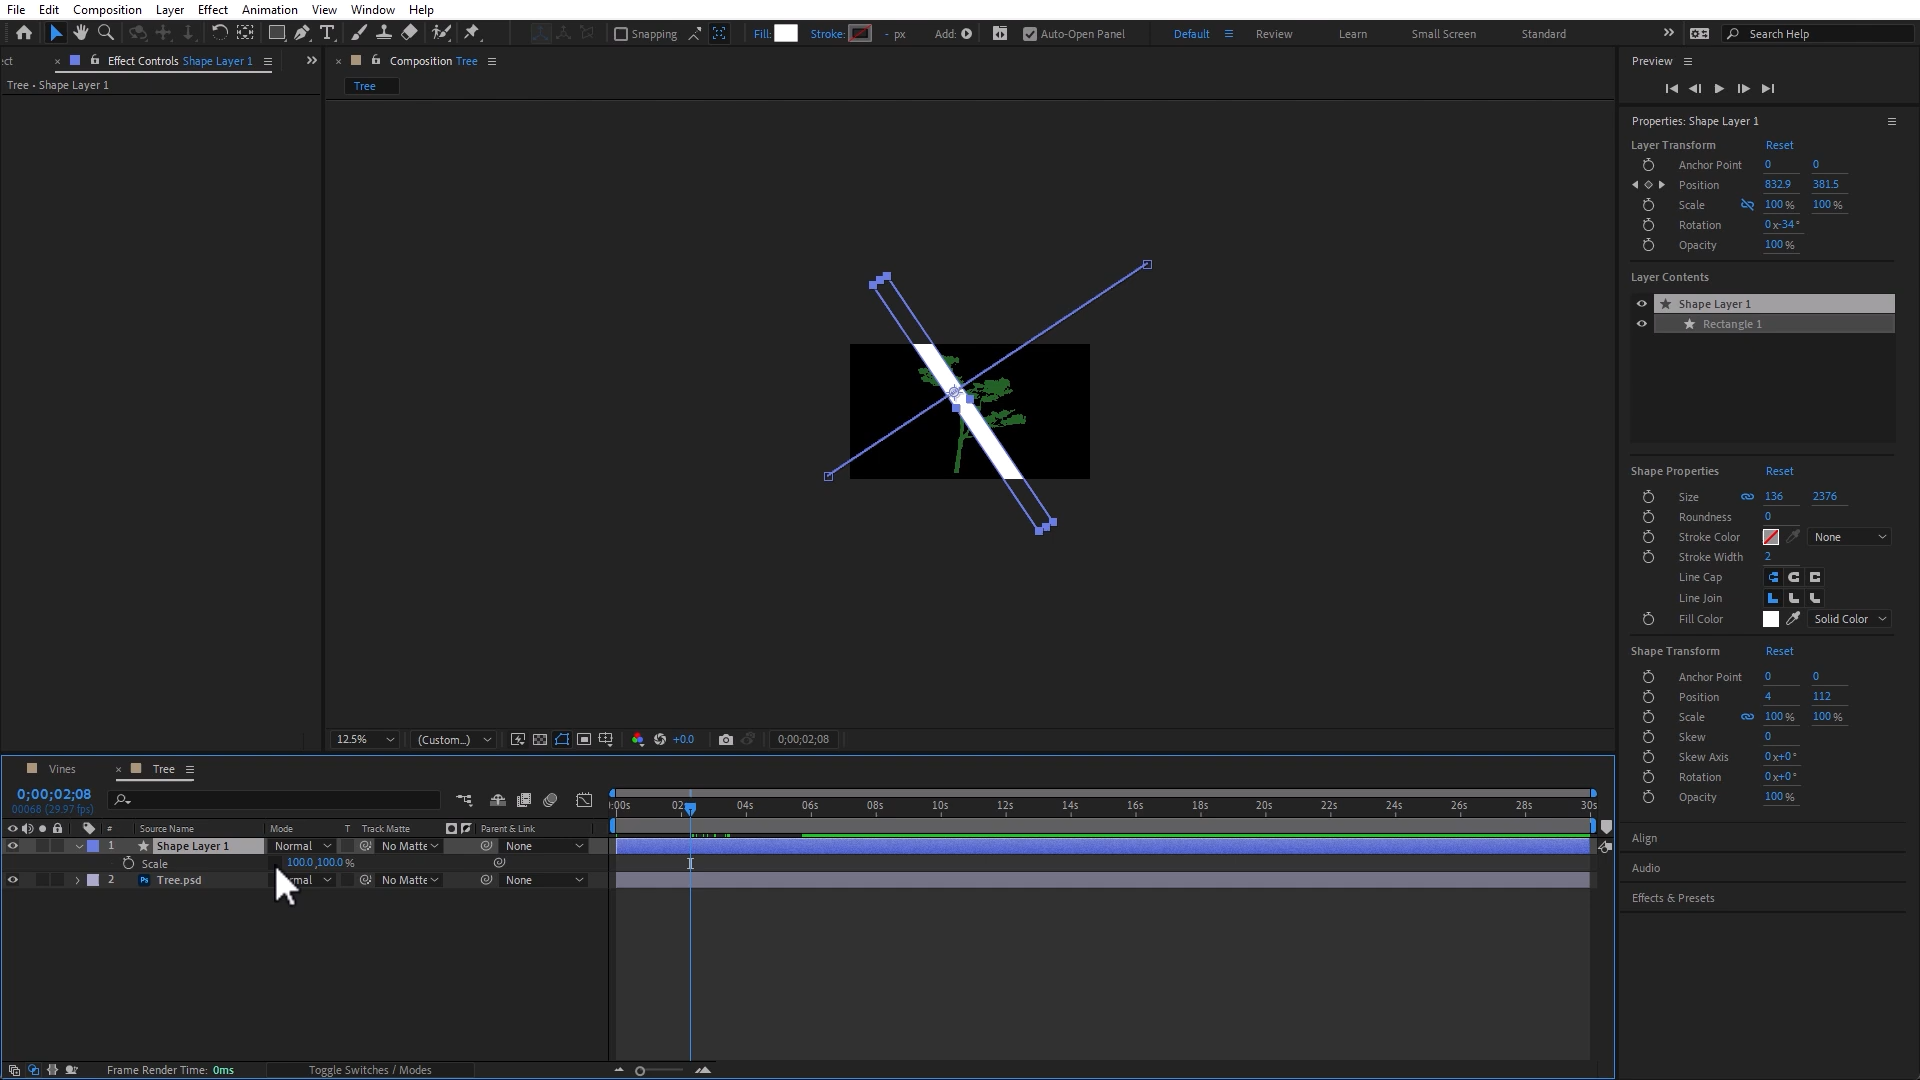 File Edit Composition Layer Effect Animation View Window Help
Snapping Fill: Stroke: - px Add: Auto-Open Panel Default Review Learn Small Screen Standard Search Help
ct Effect Controls Shape Layer 1 Composition Tree Preview
Tree • Shape Layer 1 Tree
Properties: Shape Layer 1
Layer Transform Reset
Anchor Point 0 0
Position 832.9 381.5
Scale 100 % 100 %
Rotation 0 x-34 °
Opacity 100 %
Layer Contents
Shape Layer 1
Rectangle 1
Shape Properties Reset
Size 136 2376
Roundness 0
Stroke Color None
Stroke Width 2
Line Cap
Line Join
Fill Color Solid Color
Shape Transform Reset
Anchor Point 0 0
Position 4 112
Scale 100 % 100 %
Skew 0
Skew Axis 0 x+0 °
Rotation 0 x+0 °
Opacity 100 %
Align
Audio
Effects & Presets
12.5% (Custom...) +0.0 0;00;02;08
Vines Tree
0;00;02;08
00068 (29.97 fps)
):00s 02s 04s 06s 08s 10s 12s 14s 16s 18s 20s 22s 24s 26s 28s 30s
# Source Name Mode T Track Matte Parent & Link
1 Shape Layer 1 Normal No Matte None
Scale 100.0,100.0 %
2 Ps Tree.psd rmal No Matte None
Frame Render Time: 0ms Toggle Switches / Modes